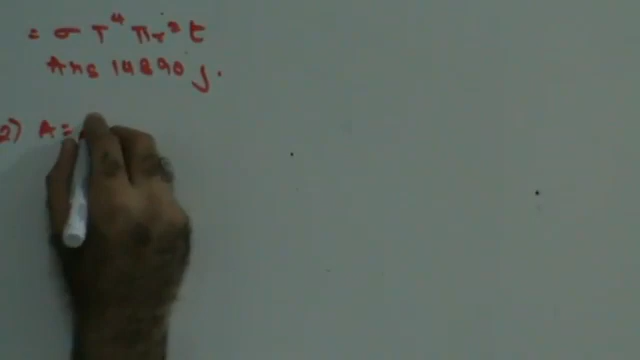 = σ T⁴ πr² t
Ans 14890 J.
2) A =